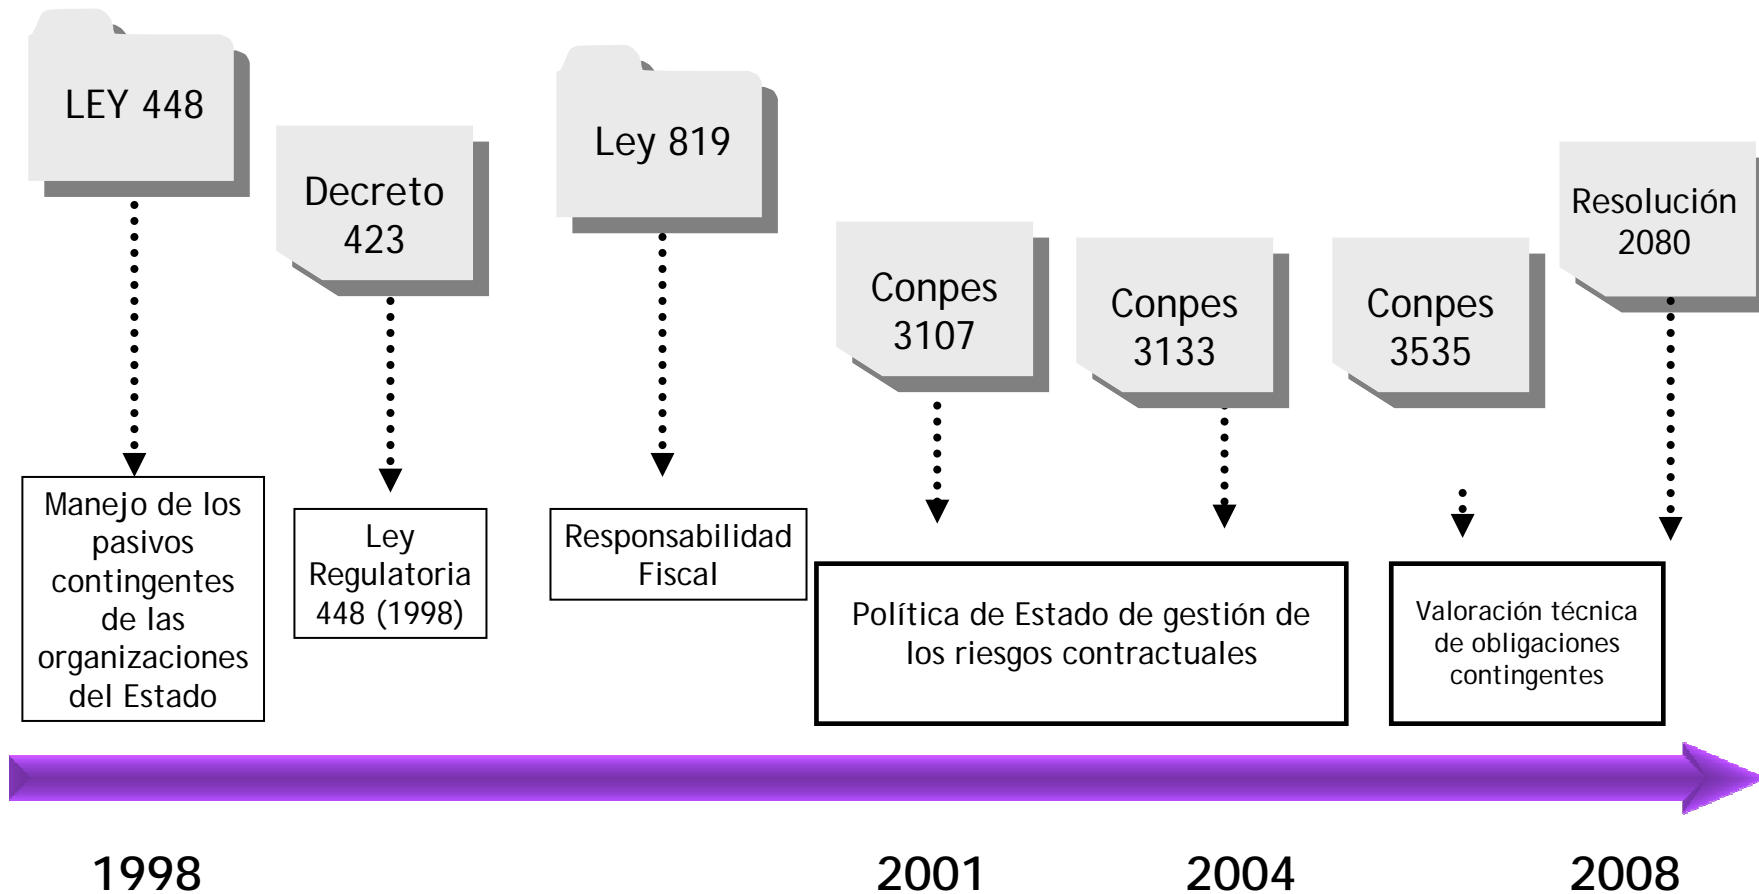 LEY 448
Decreto
423
Ley 819
Conpes
3107
Conpes
3133
Conpes
3535
Resolución
2080
Manejo de los
pasivos
contingentes
de las
organizaciones
del Estado
Ley
Regulatoria
448 (1998)
Responsabilidad
Fiscal
Política de Estado de gestión de
los riesgos contractuales
Valoración técnica
de obligaciones
contingentes
1998
2001
2004
2008